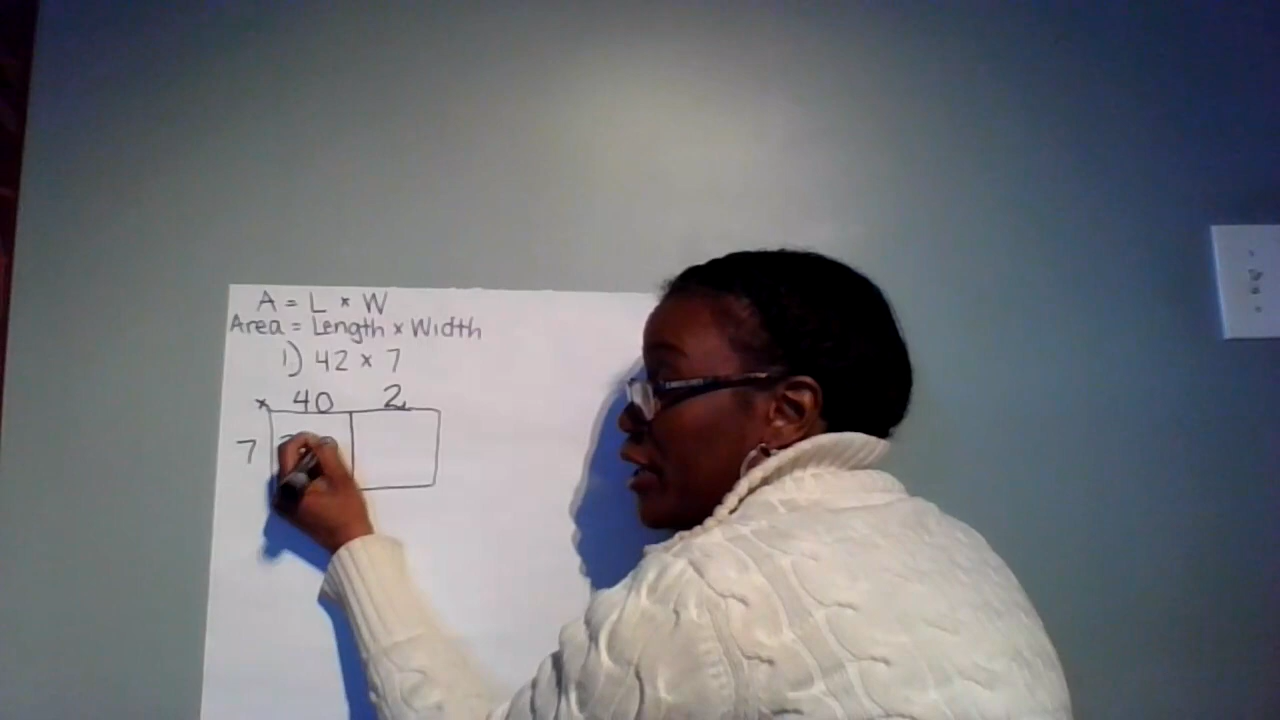 A = L × W
Area = Length × Width
1) 42 × 7
× 40 2
7